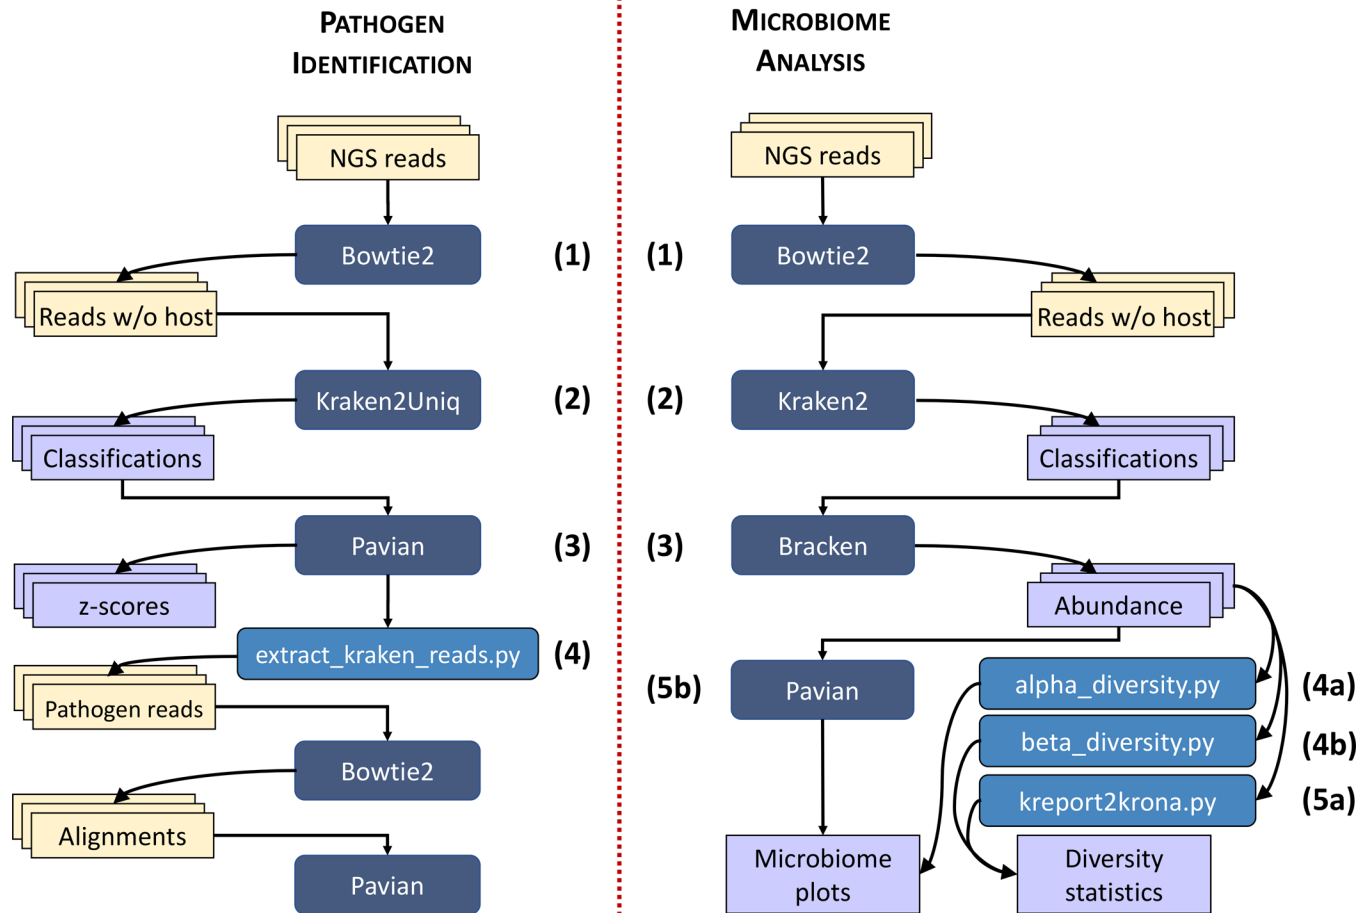 PATHOGEN
IDENTIFICATION
NGS reads
Bowtie2
(1)
Reads w/o host
Kraken2Uniq
(2)
Classifications
Pavian
(3)
z-scores
extract_kraken_reads.py
(4)
Pathogen reads
Bowtie2
Alignments
Pavian
MICROBIOME
ANALYSIS
NGS reads
(1)
Bowtie2
Reads w/o host
(2)
Kraken2
Classifications
(3)
Bracken
Abundance
(5b)
Pavian
alpha_diversity.py
(4a)
beta_diversity.py
(4b)
kreport2krona.py
(5a)
Microbiome
plots
Diversity
statistics